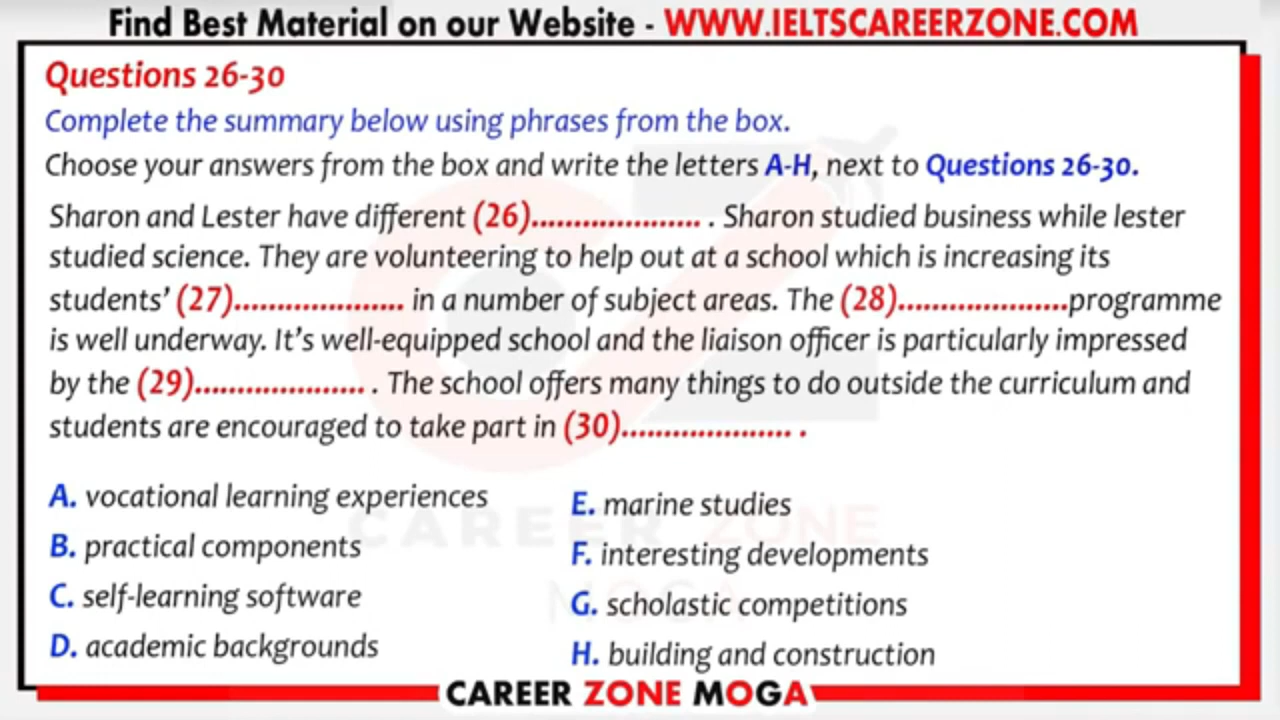 Find Best Material on our Website - WWW.IELTSCAREERZONE.COM
Questions 26-30
Complete the summary below using phrases from the box.
Choose your answers from the box and write the letters A-H, next to Questions 26-30.
Sharon and Lester have different (26)..................... . Sharon studied business while lester
studied science. They are volunteering to help out at a school which is increasing its
students' (27)..................... in a number of subject areas. The (28).....................programme
is well underway. It's well-equipped school and the liaison officer is particularly impressed
by the (29)..................... . The school offers many things to do outside the curriculum and
students are encouraged to take part in (30)..................... .
A. vocational learning experiences
B. practical components
C. self-learning software
D. academic backgrounds
E. marine studies
F. interesting developments
G. scholastic competitions
H. building and construction
CAREER ZONE
MOGA
CAREER ZONE MOGA